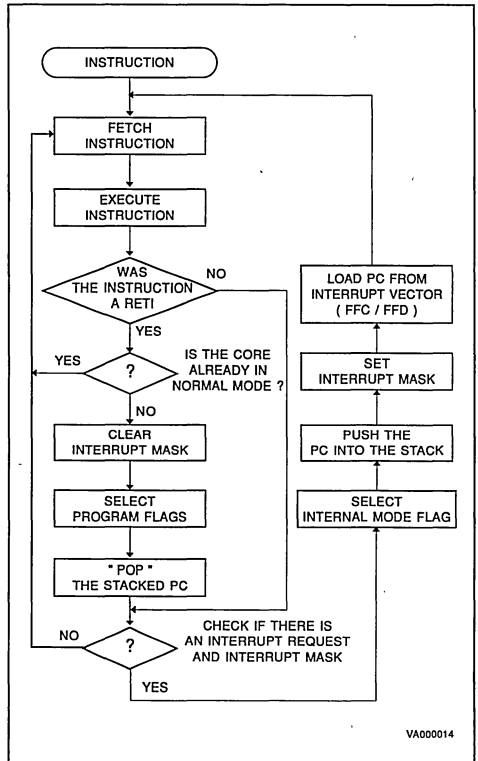 INSTRUCTION
FETCH
INSTRUCTION
EXECUTE
INSTRUCTION
WAS
THE INSTRUCTION
A RETI
NO
YES
YES
?
IS THE CORE
ALREADY IN
NORMAL MODE ?
NO
CLEAR
INTERRUPT MASK
SELECT
PROGRAM FLAGS
" POP "
THE STACKED PC
NO
?
CHECK IF THERE IS
AN INTERRUPT REQUEST
AND INTERRUPT MASK
YES
SELECT
INTERNAL MODE FLAG
PUSH THE
PC INTO THE STACK
SET
INTERRUPT MASK
LOAD PC FROM
INTERRUPT VECTOR
( FFC / FFD )
VA000014